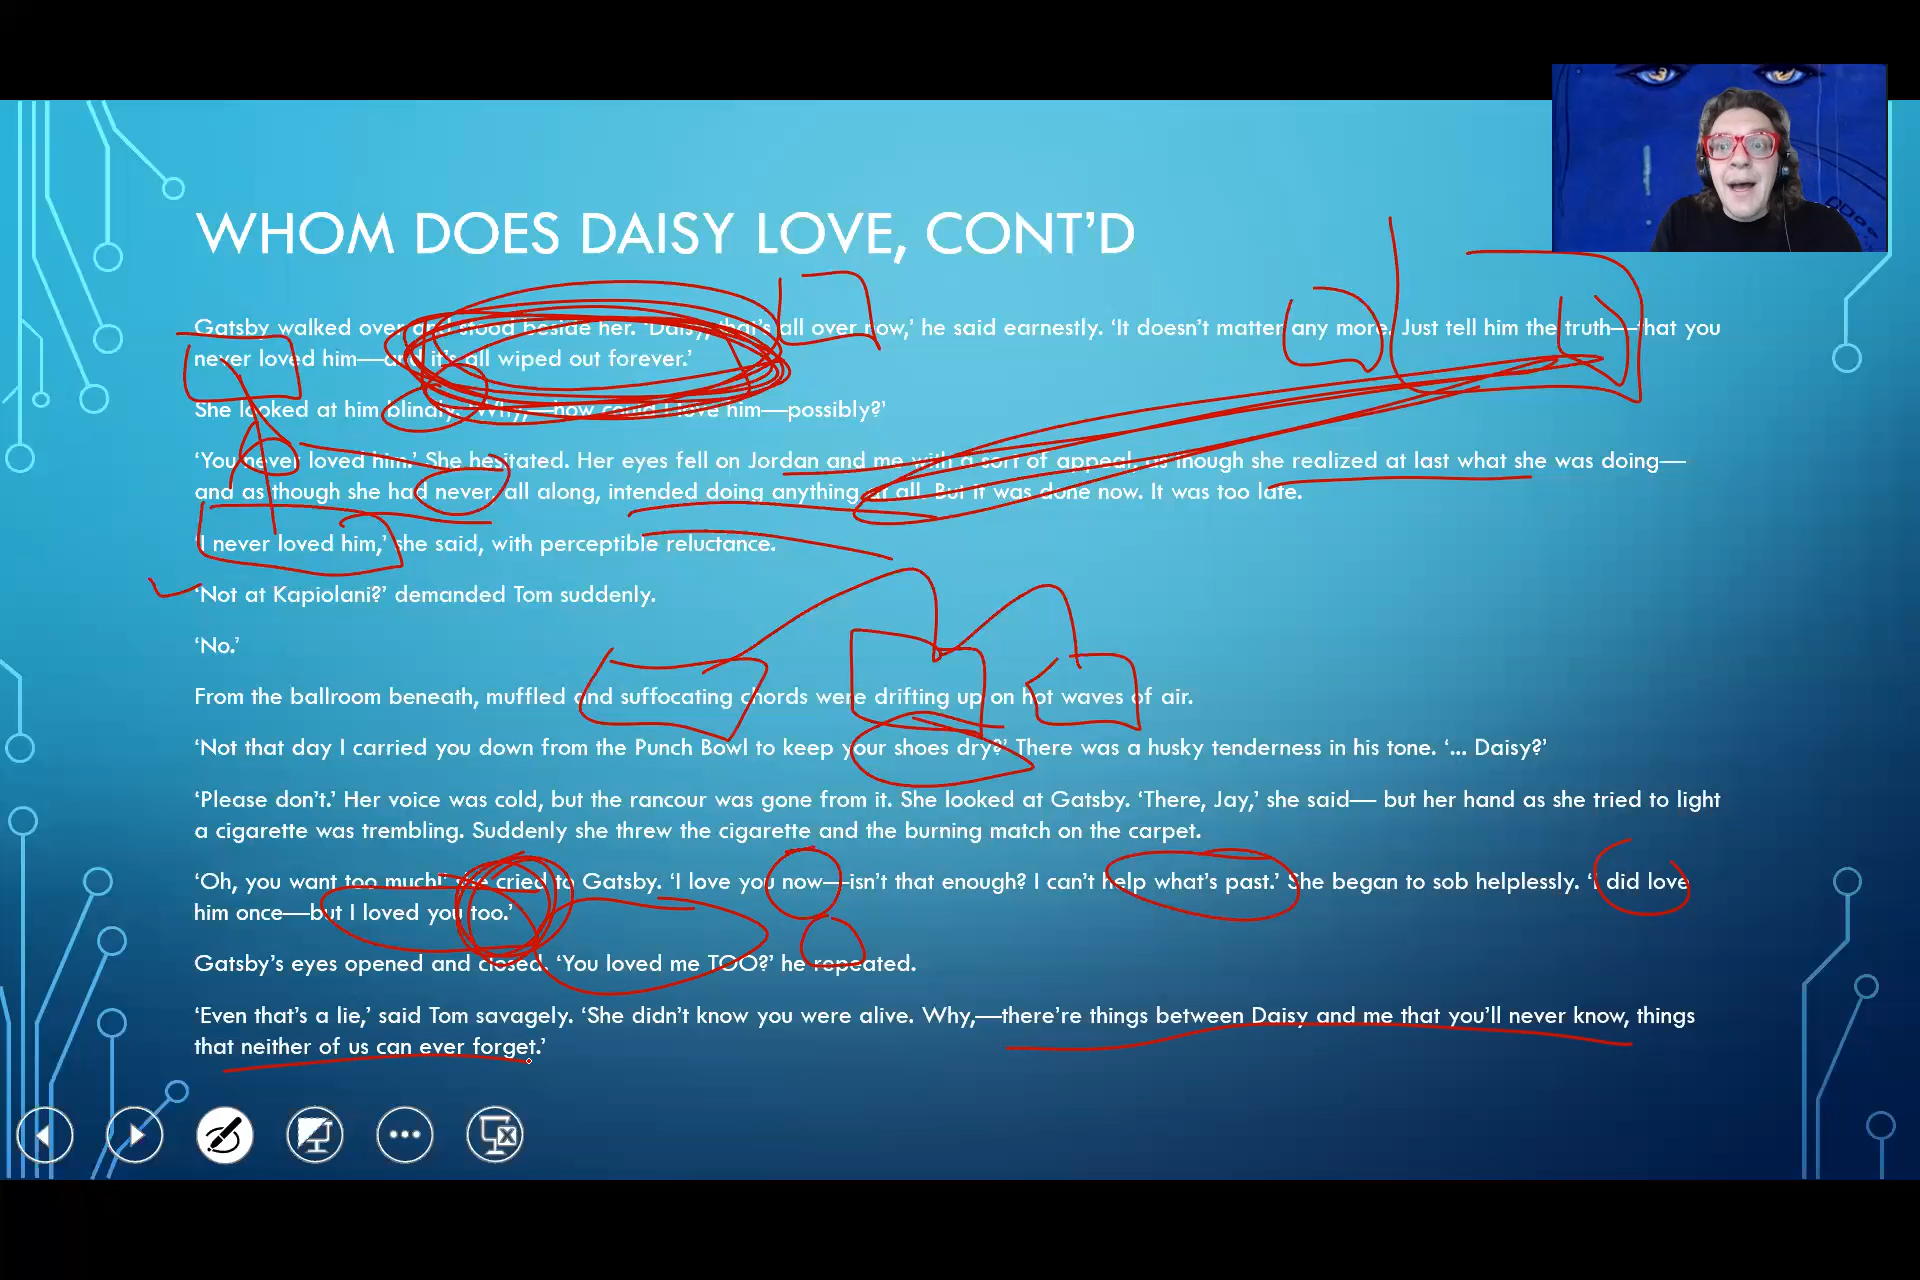 WHOM DOES DAISY LOVE, CONT’D
Gatsby walked over and stood beside her. ‘Daisy, that’s all over now,’ he said earnestly. ‘It doesn’t matter any more. Just tell him the truth—that you
never loved him—and it’s all wiped out forever.’
She looked at him blindly. ‘Why,—how could I love him—possibly?’
‘You never loved him.’ She hesitated. Her eyes fell on Jordan and me with a sort of appeal, as though she realized at last what she was doing—
and as though she had never, all along, intended doing anything at all. But it was done now. It was too late.
‘I never loved him,’ she said, with perceptible reluctance.
‘Not at Kapiolani?’ demanded Tom suddenly.
‘No.’
From the ballroom beneath, muffled and suffocating chords were drifting up on hot waves of air.
‘Not that day I carried you down from the Punch Bowl to keep your shoes dry?’ There was a husky tenderness in his tone. ‘... Daisy?’
‘Please don’t.’ Her voice was cold, but the rancour was gone from it. She looked at Gatsby. ‘There, Jay,’ she said— but her hand as she tried to light
a cigarette was trembling. Suddenly she threw the cigarette and the burning match on the carpet.
‘Oh, you want too much!’ she cried to Gatsby. ‘I love you now—isn’t that enough? I can’t help what’s past.’ She began to sob helplessly. ‘I did love
him once—but I loved you too.’
Gatsby’s eyes opened and closed. ‘You loved me TOO?’ he repeated.
‘Even that’s a lie,’ said Tom savagely. ‘She didn’t know you were alive. Why,—there’re things between Daisy and me that you’ll never know, things
that neither of us can ever forget.’